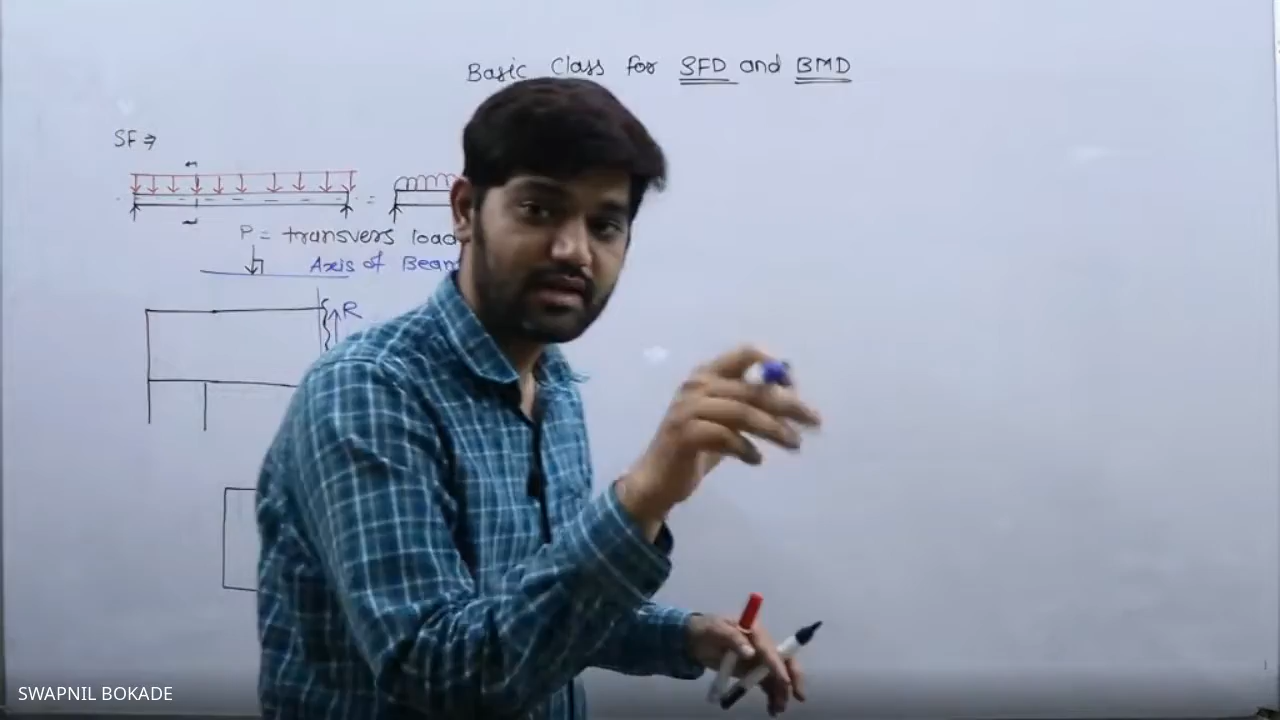 Basic Class for SFD and BMD
SF ⇒
P = transvers load
Axis of Beam
R
SWAPNIL BOKADE